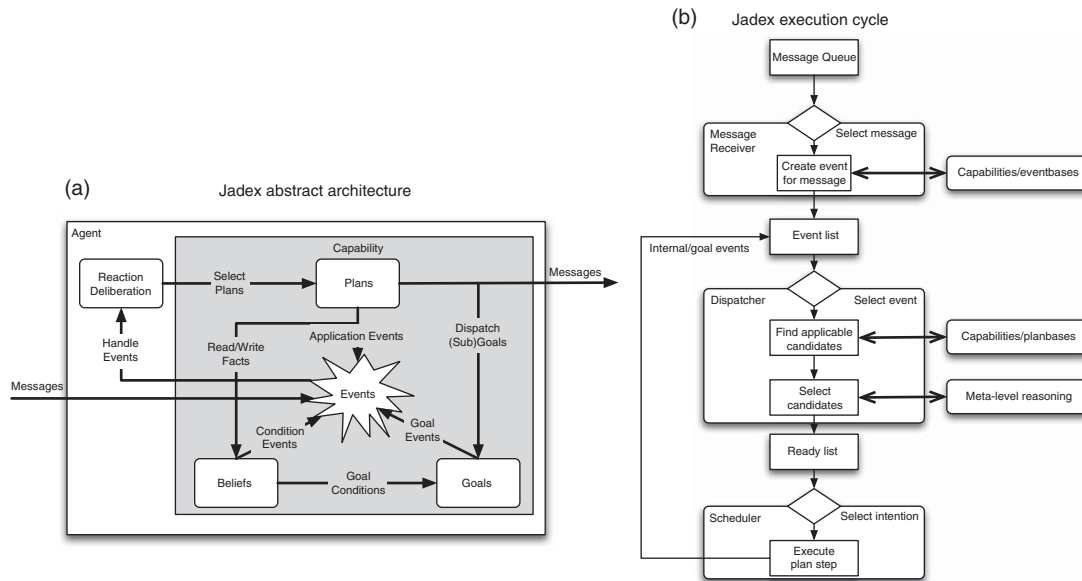 (a)
Jadex abstract architecture
Agent
Capability
Reaction
Deliberation
Select
Plans
Plans
Messages
Handle
Events
Read/Write
Facts
Application Events
Dispatch
(Sub)Goals
Messages
Events
Condition
Events
Goal
Events
Beliefs
Goal
Conditions
Goals
(b)
Jadex execution cycle
Message Queue
Message
Receiver
Select message
Create event
for message
Capabilities/eventbases
Internal/goal events
Event list
Dispatcher
Select event
Find applicable
candidates
Capabilities/planbases
Select
candidates
Meta-level reasoning
Ready list
Scheduler
Select intention
Execute
plan step